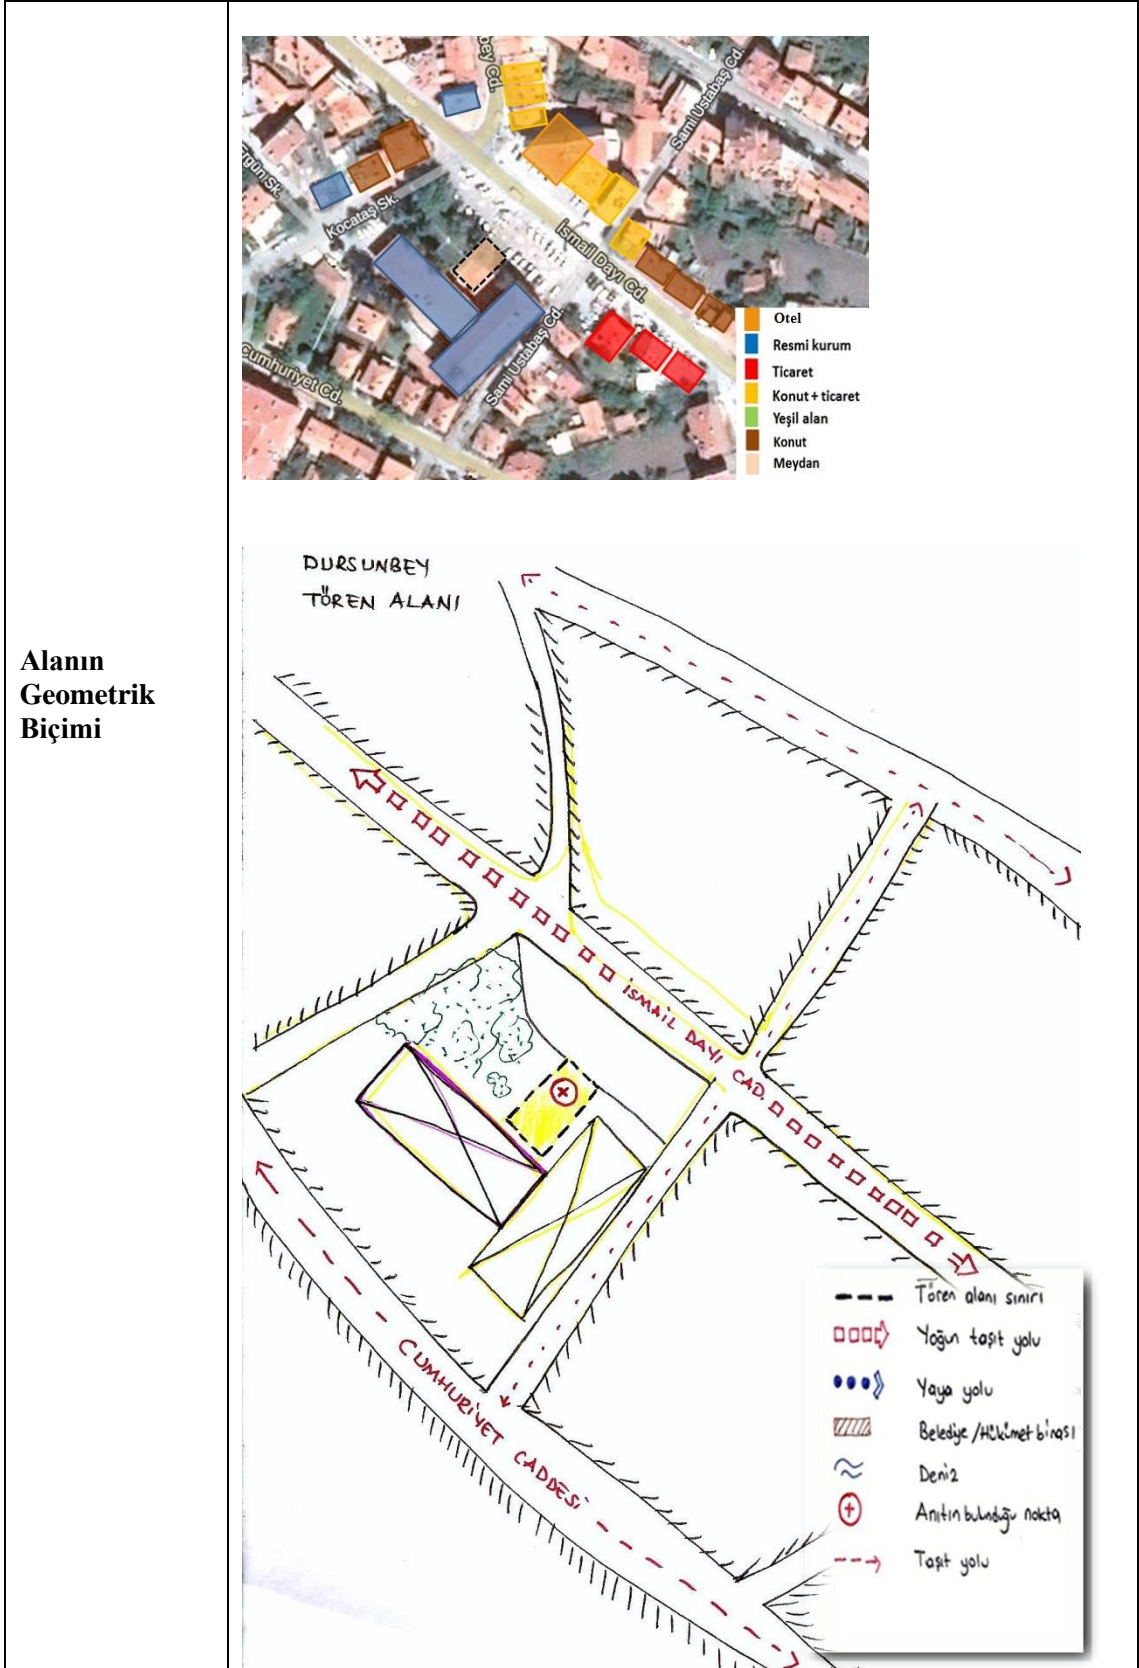 Alanın
Geometrik
Biçimi
bey Cd.
Sami Ustabaş Cd.
rgün Sk.
Kocataş Sk.
İsmail Dayı Cd.
Sami Ustabaş Cd.
Cumhuriyet Cd.
Otel
Resmi kurum
Ticaret
Konut + ticaret
Yeşil alan
Konut
Meydan
DURSUNBEY
TÖREN ALANI
İSMAİL DAYI CAD.
CUMHURİYET CADDESİ
Tören alanı sınırı
Yoğun taşıt yolu
Yaya yolu
Belediye/Hükümet binası
Deniz
Anıtın bulunduğu nokta
Taşıt yolu